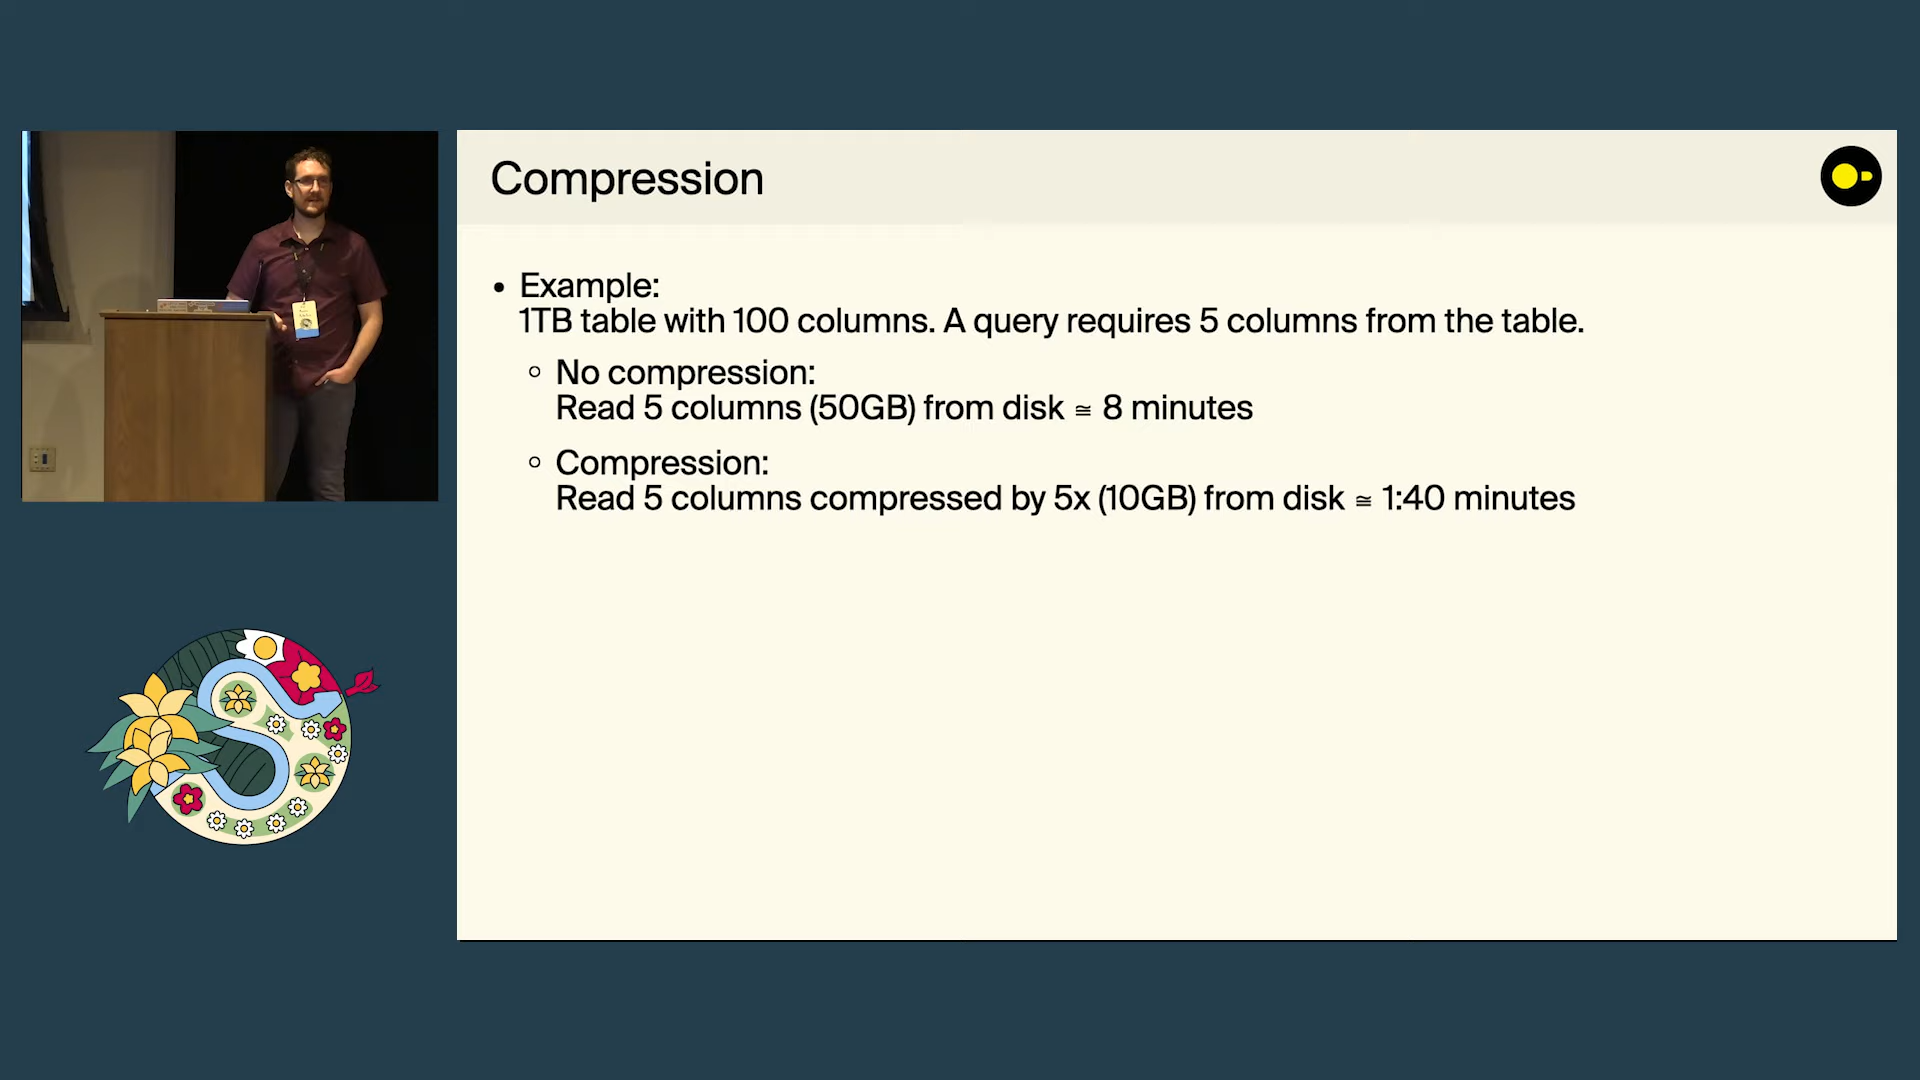 Compression
• Example:
1TB table with 100 columns. A query requires 5 columns from the table.
○ No compression:
Read 5 columns (50GB) from disk ≅ 8 minutes
○ Compression:
Read 5 columns compressed by 5x (10GB) from disk ≅ 1:40 minutes